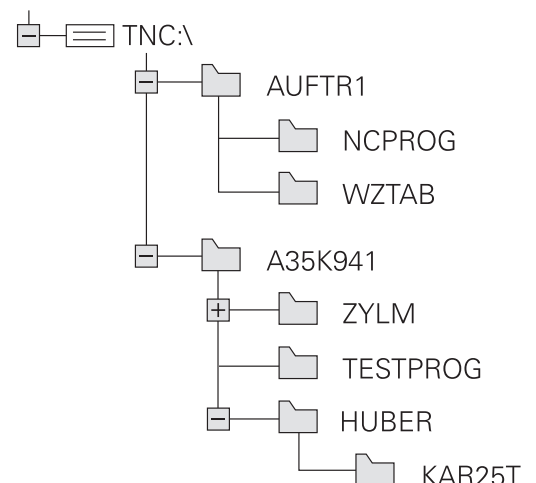 TNC:\
AUFTR1
NCPROG
WZTAB
A35K941
ZYLM
TESTPROG
HUBER
KAR25T